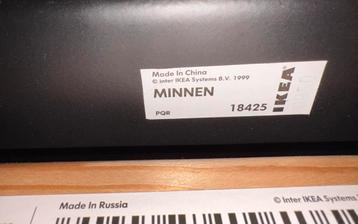 Made In China
© Inter IKEA Systems B.V. 1999
MINNEN
PQR 18425
IKEA
Made In Russia © Inter IKEA Systems